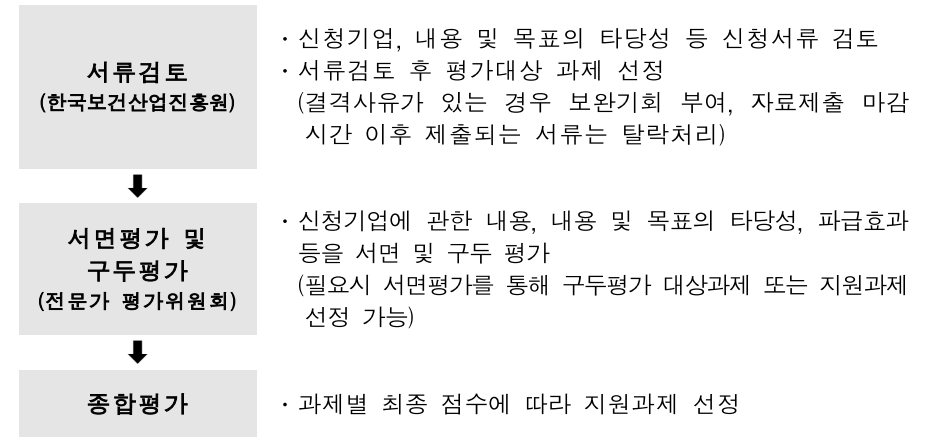 서류검토
(한국보건산업진흥원)
· 신청기업, 내용 및 목표의 타당성 등 신청서류 검토
· 서류검토 후 평가대상 과제 선정
(결격사유가 있는 경우 보완기회 부여, 자료제출 마감
시간 이후 제출되는 서류는 탈락처리)
서면평가 및
구두평가
(전문가 평가위원회)
· 신청기업에 관한 내용, 내용 및 목표의 타당성, 파급효과
등을 서면 및 구두 평가
(필요시 서면평가를 통해 구두평가 대상과제 또는 지원과제
선정 가능)
종합평가
· 과제별 최종 점수에 따라 지원과제 선정